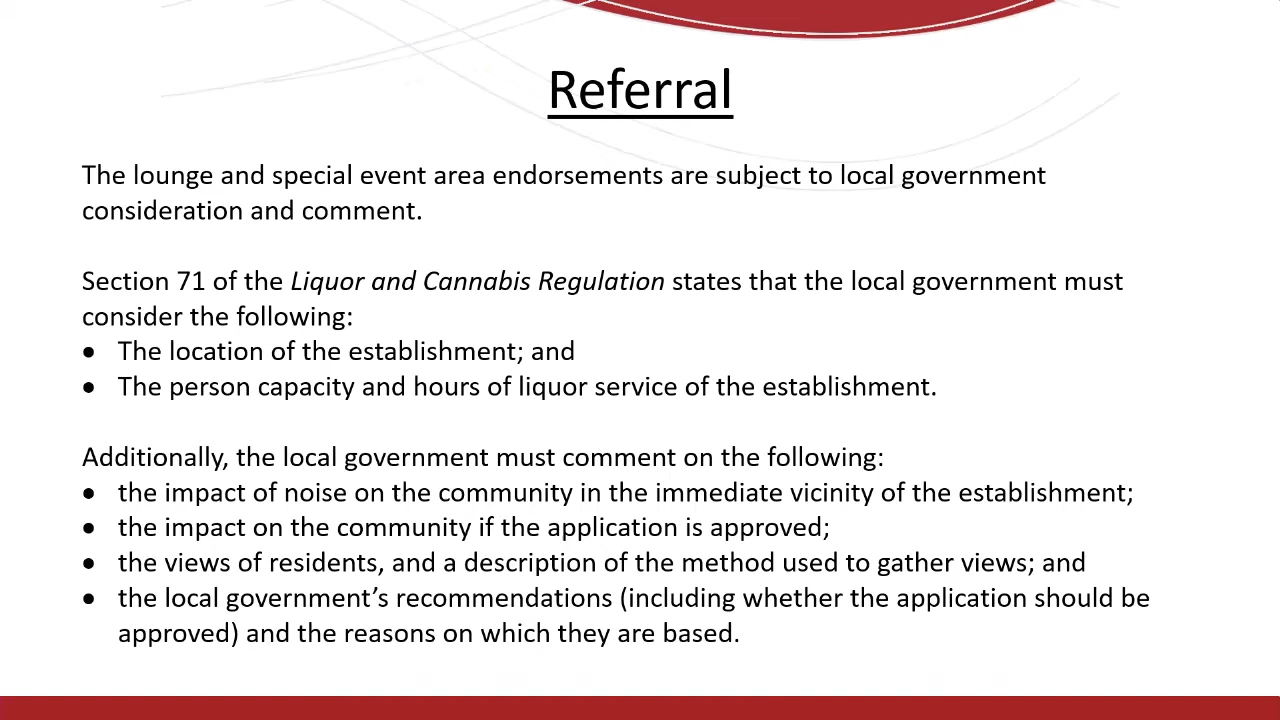 Referral
The lounge and special event area endorsements are subject to local government
consideration and comment.
Section 71 of the Liquor and Cannabis Regulation states that the local government must
consider the following:
• The location of the establishment; and
• The person capacity and hours of liquor service of the establishment.
Additionally, the local government must comment on the following:
• the impact of noise on the community in the immediate vicinity of the establishment;
• the impact on the community if the application is approved;
• the views of residents, and a description of the method used to gather views; and
• the local government’s recommendations (including whether the application should be
approved) and the reasons on which they are based.